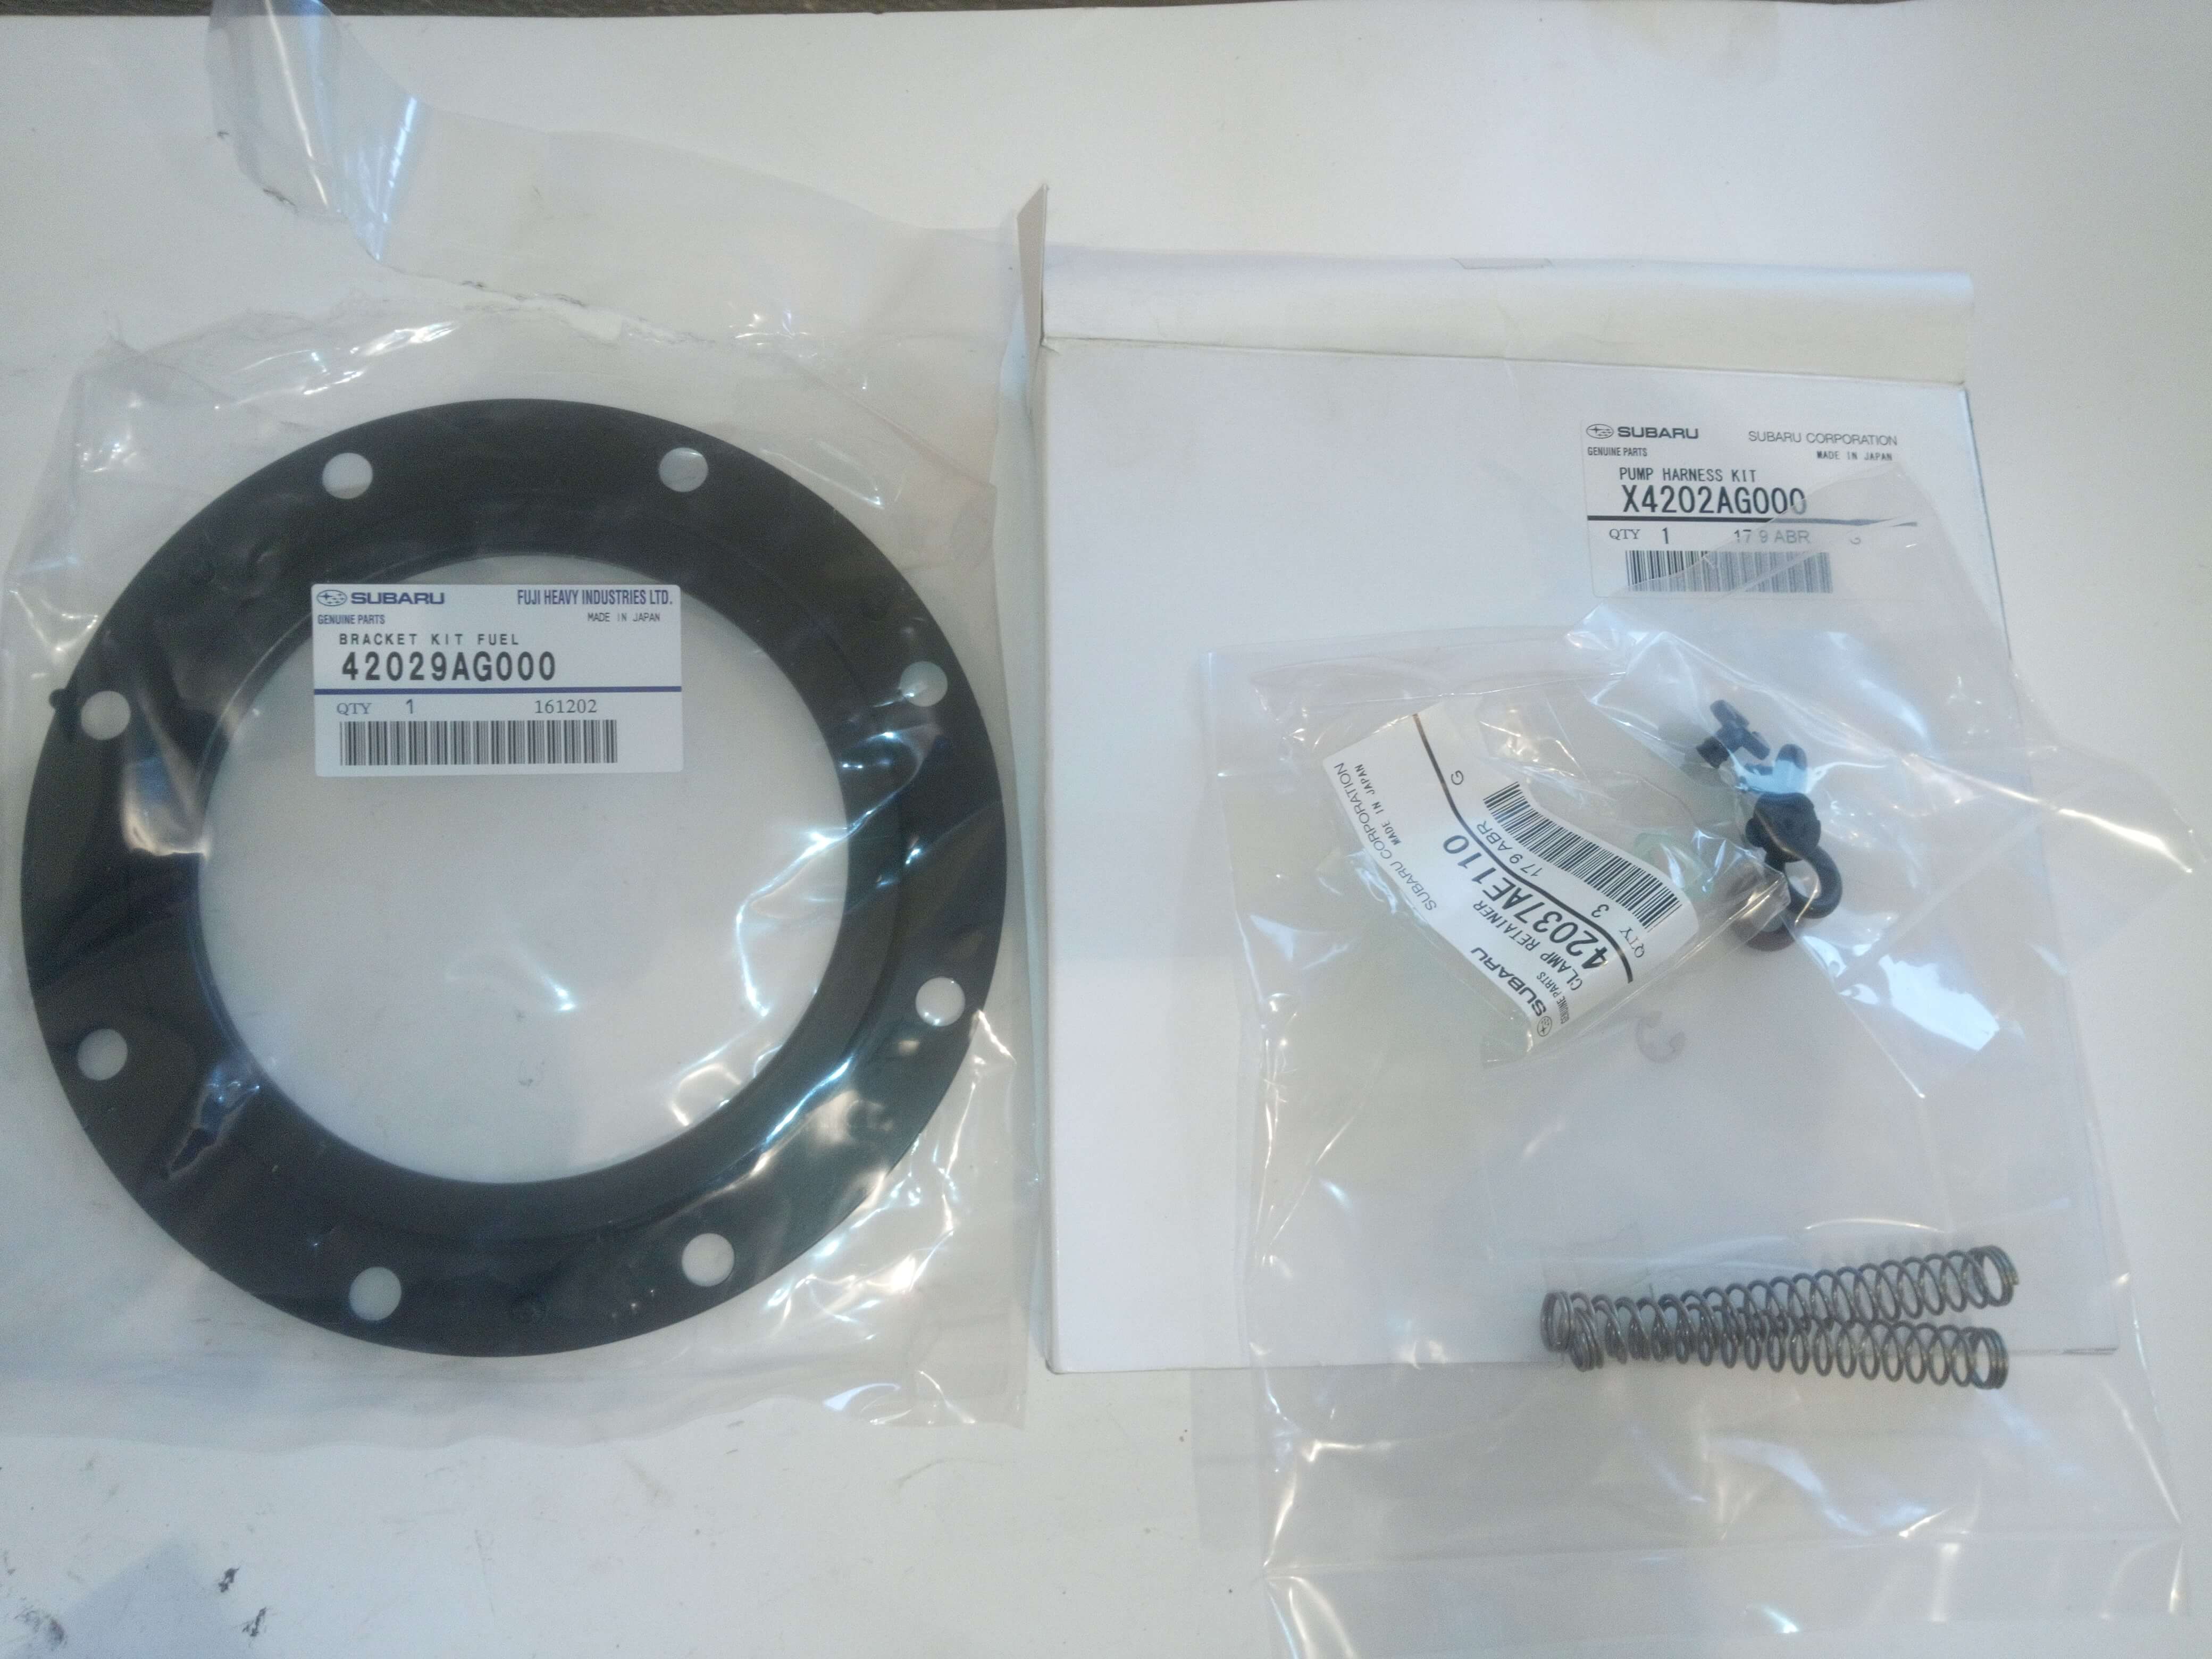 SUBARU FUJI HEAVY INDUSTRIES LTD.
GENUINE PARTS MADE IN JAPAN
BRACKET KIT FUEL
42029AG000
QTY 1 161202
SUBARU SUBARU CORPORATION
GENUINE PARTS MADE IN JAPAN
PUMP HARNESS KIT
X4202AG000
QTY 1 17 9 ABR G
SUBARU SUBARU CORPORATION
GENUINE PARTS MADE IN JAPAN
CLAMP RETAINER
42037AE110
QTY 3 17 9 ABR G